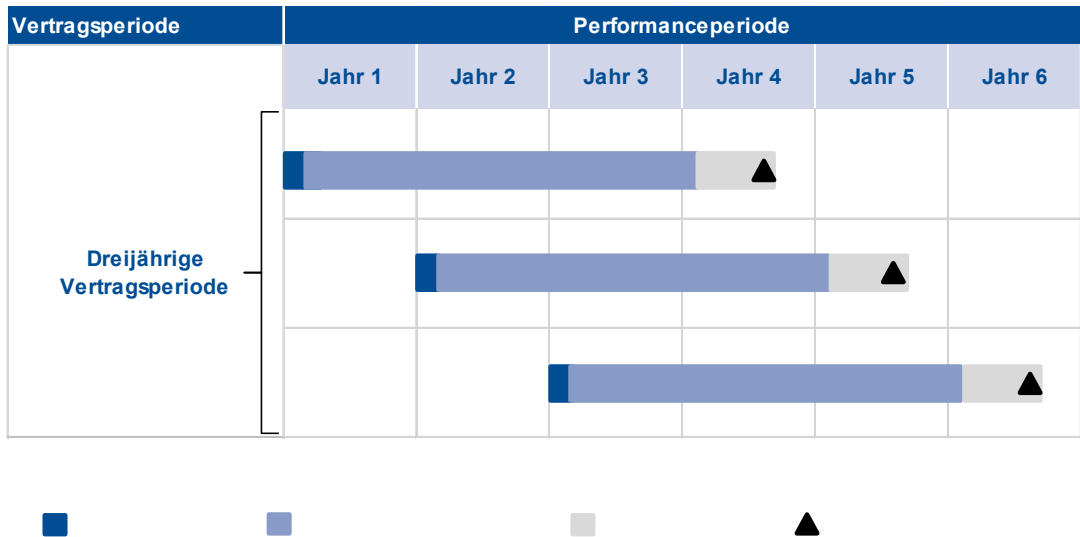 Vertragsperiode
Performanceperiode
Jahr 1
Jahr 2
Jahr 3
Jahr 4
Jahr 5
Jahr 6
Dreijährige
Vertragsperiode